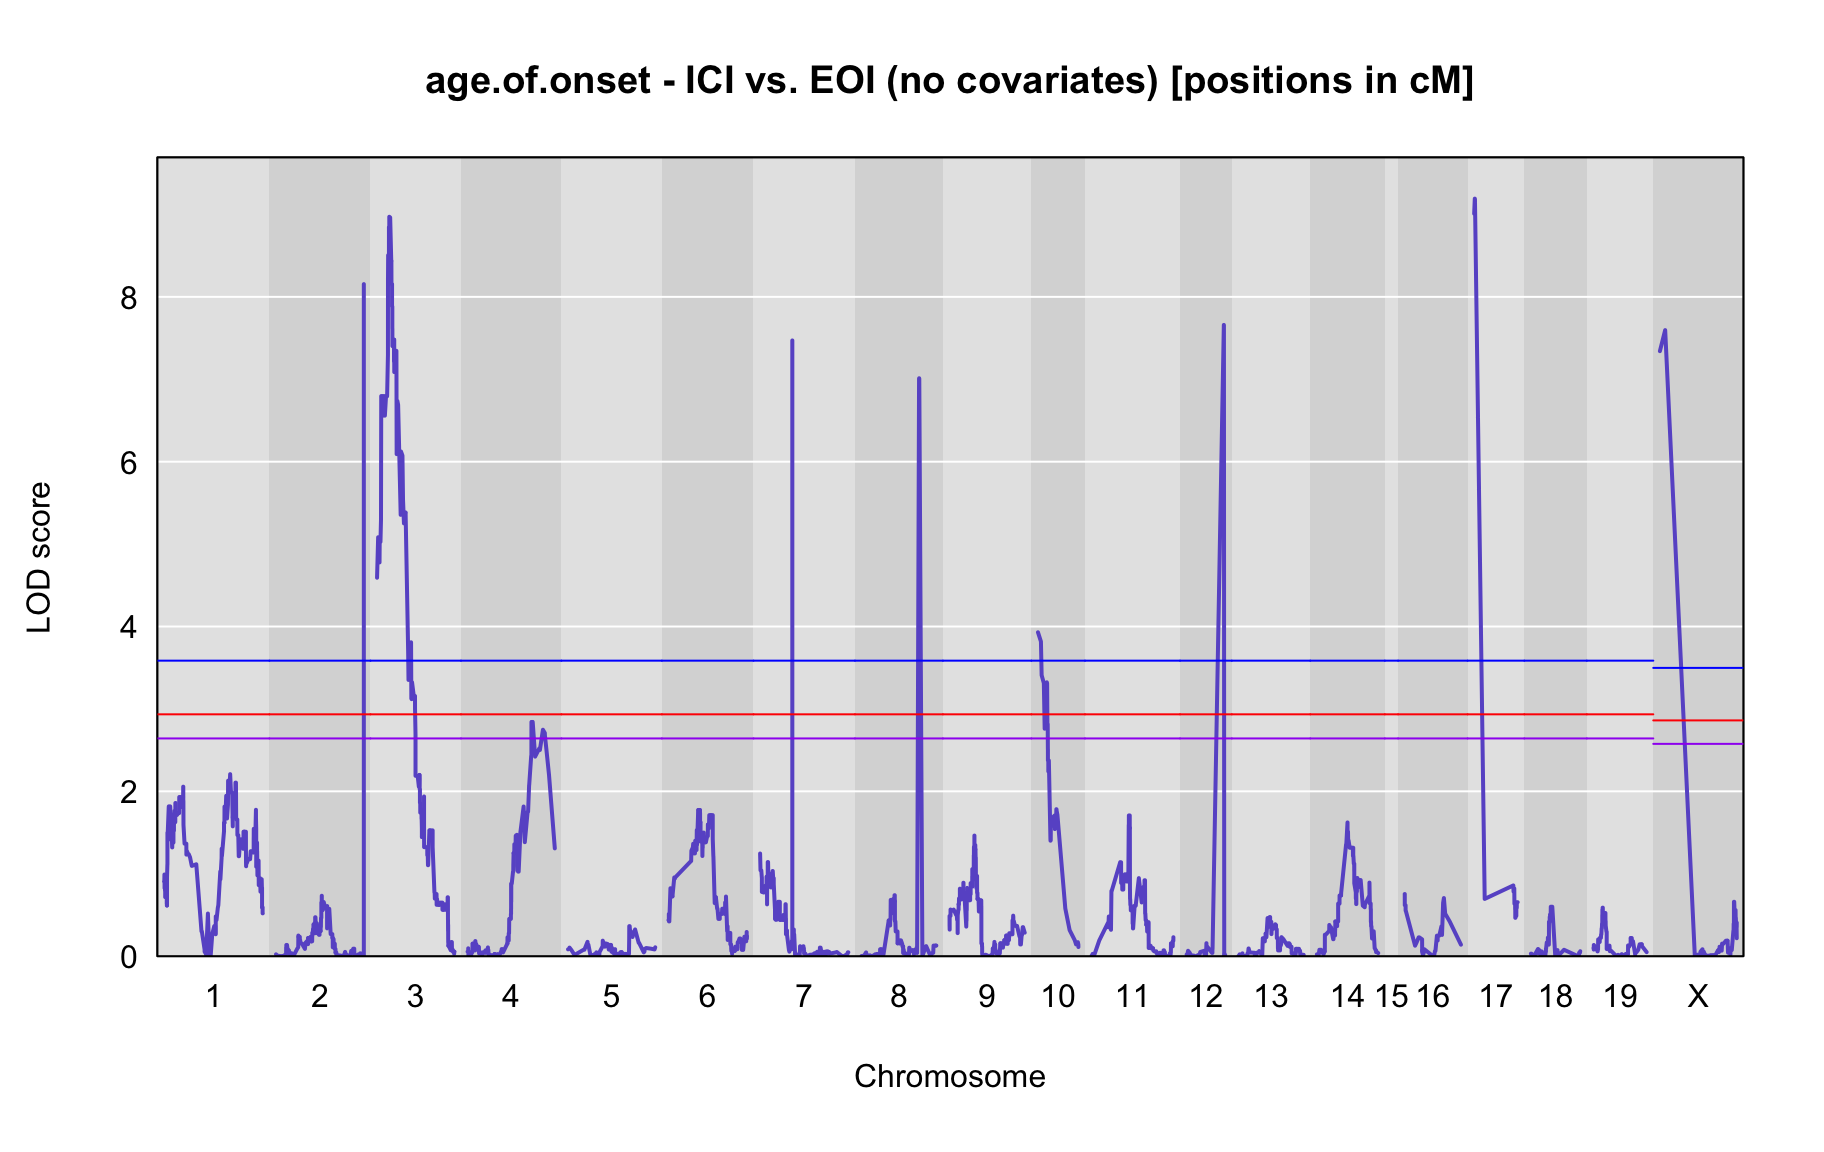 age.of.onset - ICI vs. EOI (no covariates) [positions in cM]
LOD score
8
6
4
2
0
1 2 3 4 5 6 7 8 9 10 11 12 13 14 15 16 17 18 19 X
Chromosome